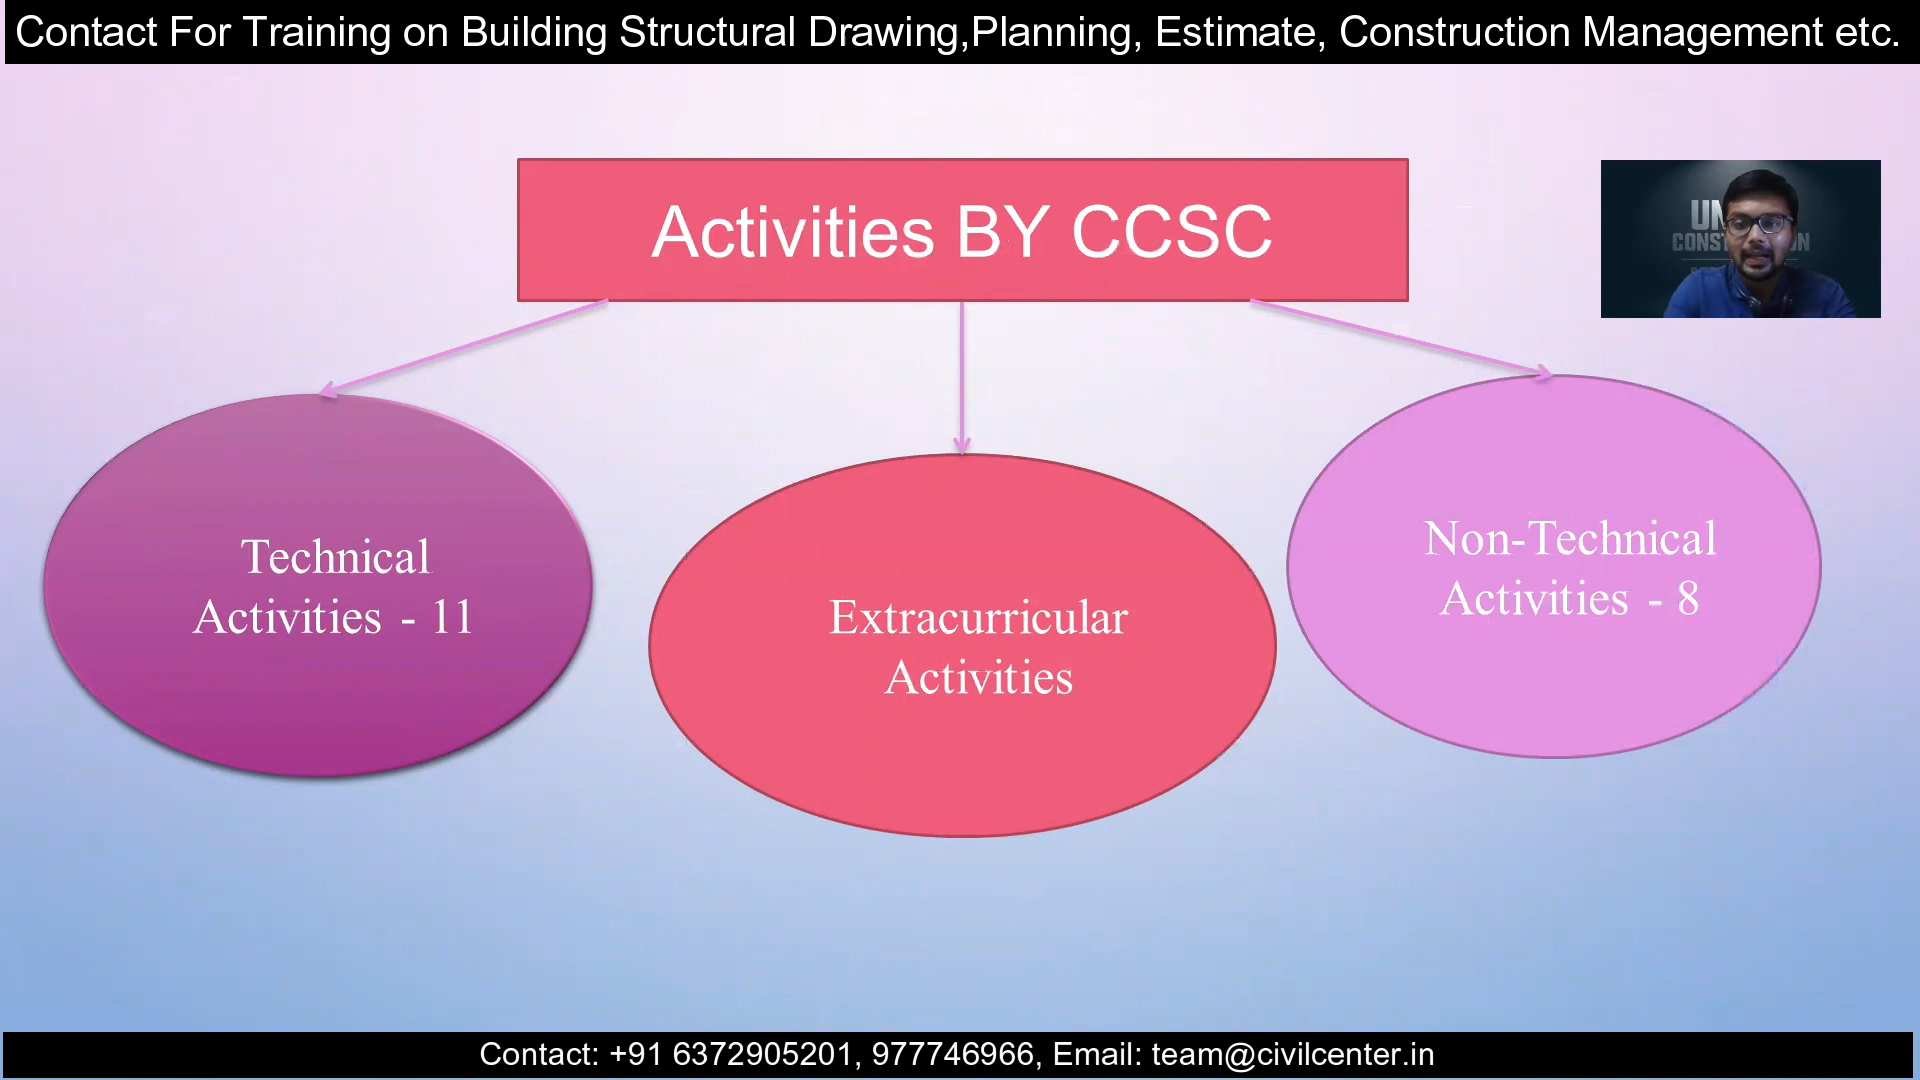 Contact For Training on Building Structural Drawing,Planning, Estimate, Construction Management etc.
Activities BY CCSC
Technical
Activities - 11
Extracurricular
Activities
Non-Technical
Activities - 8
Contact: +91 6372905201, 977746966, Email: team@civilcenter.in